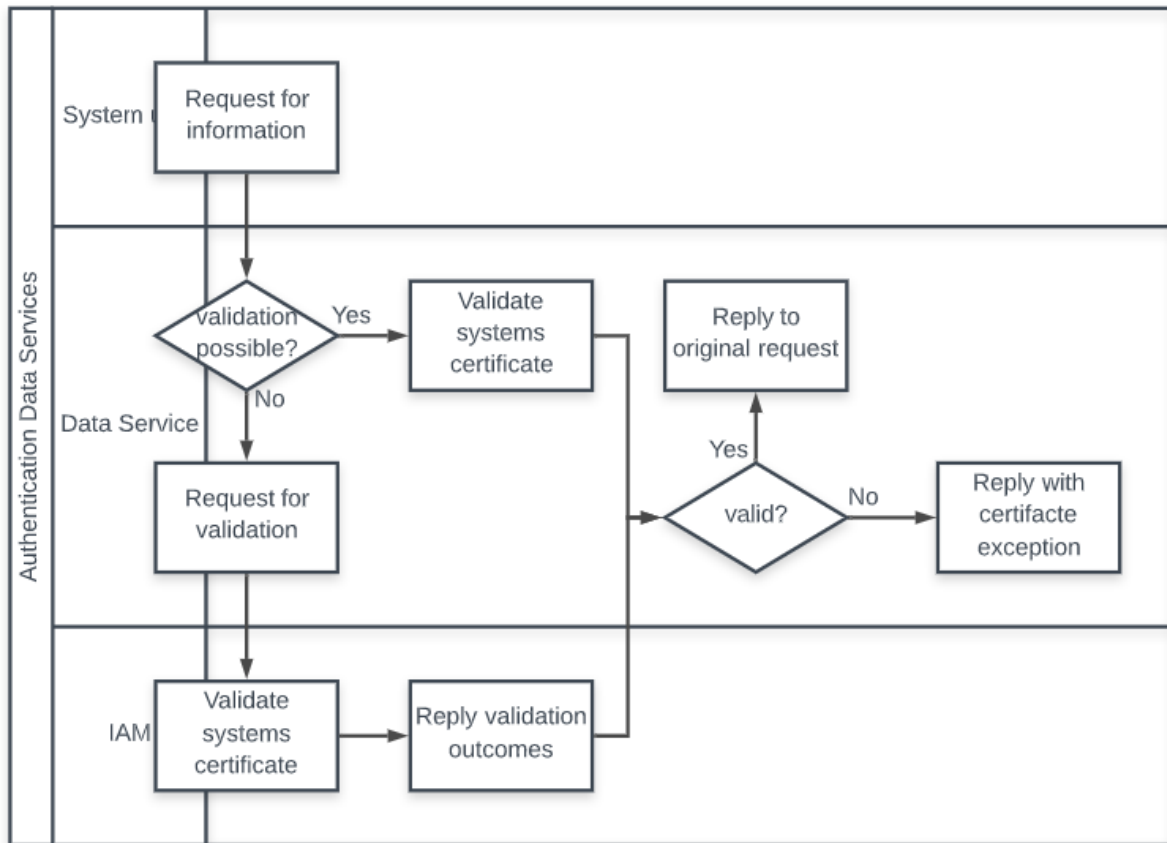 Authentication Data Services
System
Request for
information
Data Service
validation
possible?
Yes
No
Validate
systems
certificate
Reply to
original request
Request for
validation
Yes
valid?
No
Reply with
certifacte
exception
IAM
Validate
systems
certificate
Reply validation
outcomes